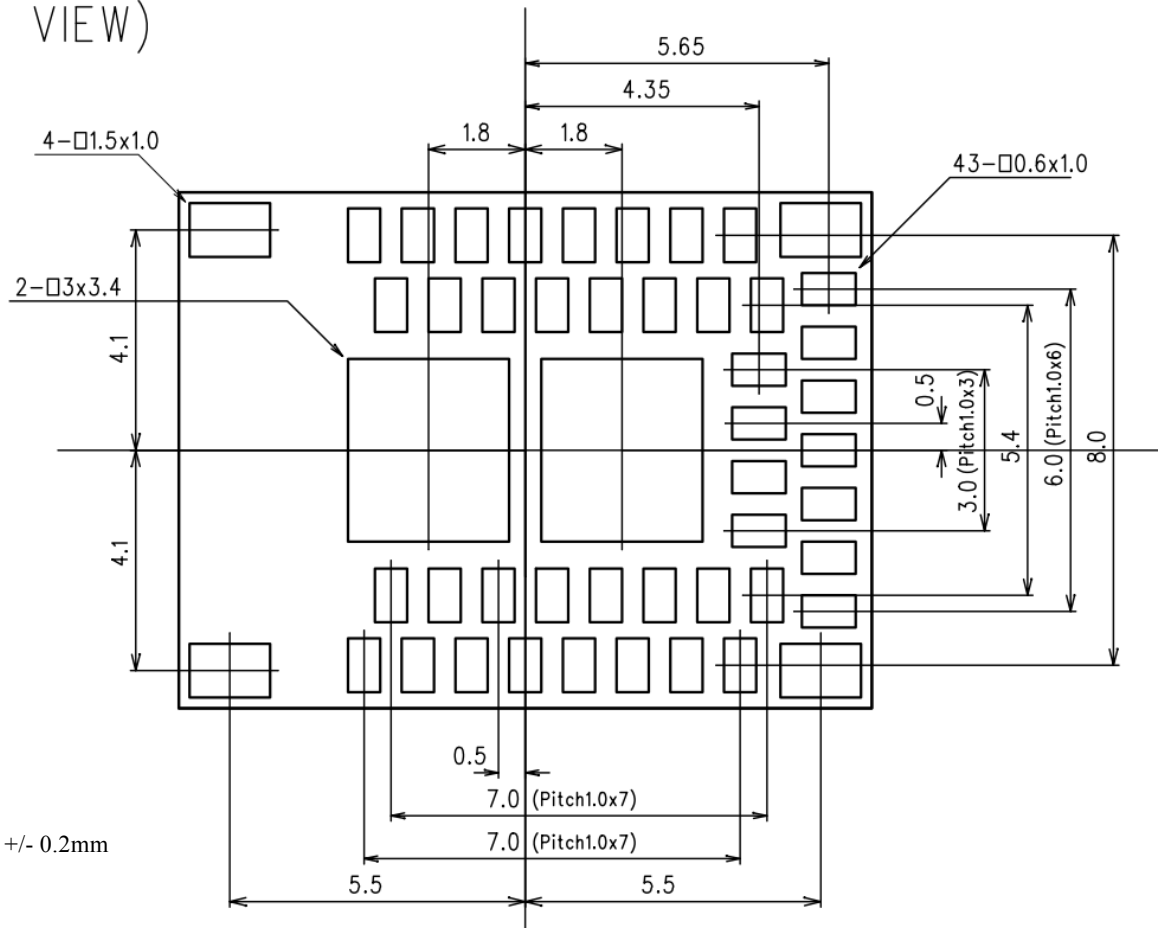 VIEW)
5.65
4.35
1.8
1.8
4-□1.5x1.0
43-□0.6x1.0
2-□3x3.4
4.1
4.1
0.5
3.0 (Pitch1.0x3)
5.4
6.0 (Pitch1.0x6)
8.0
0.5
7.0 (Pitch1.0x7)
7.0 (Pitch1.0x7)
+/- 0.2mm
5.5
5.5